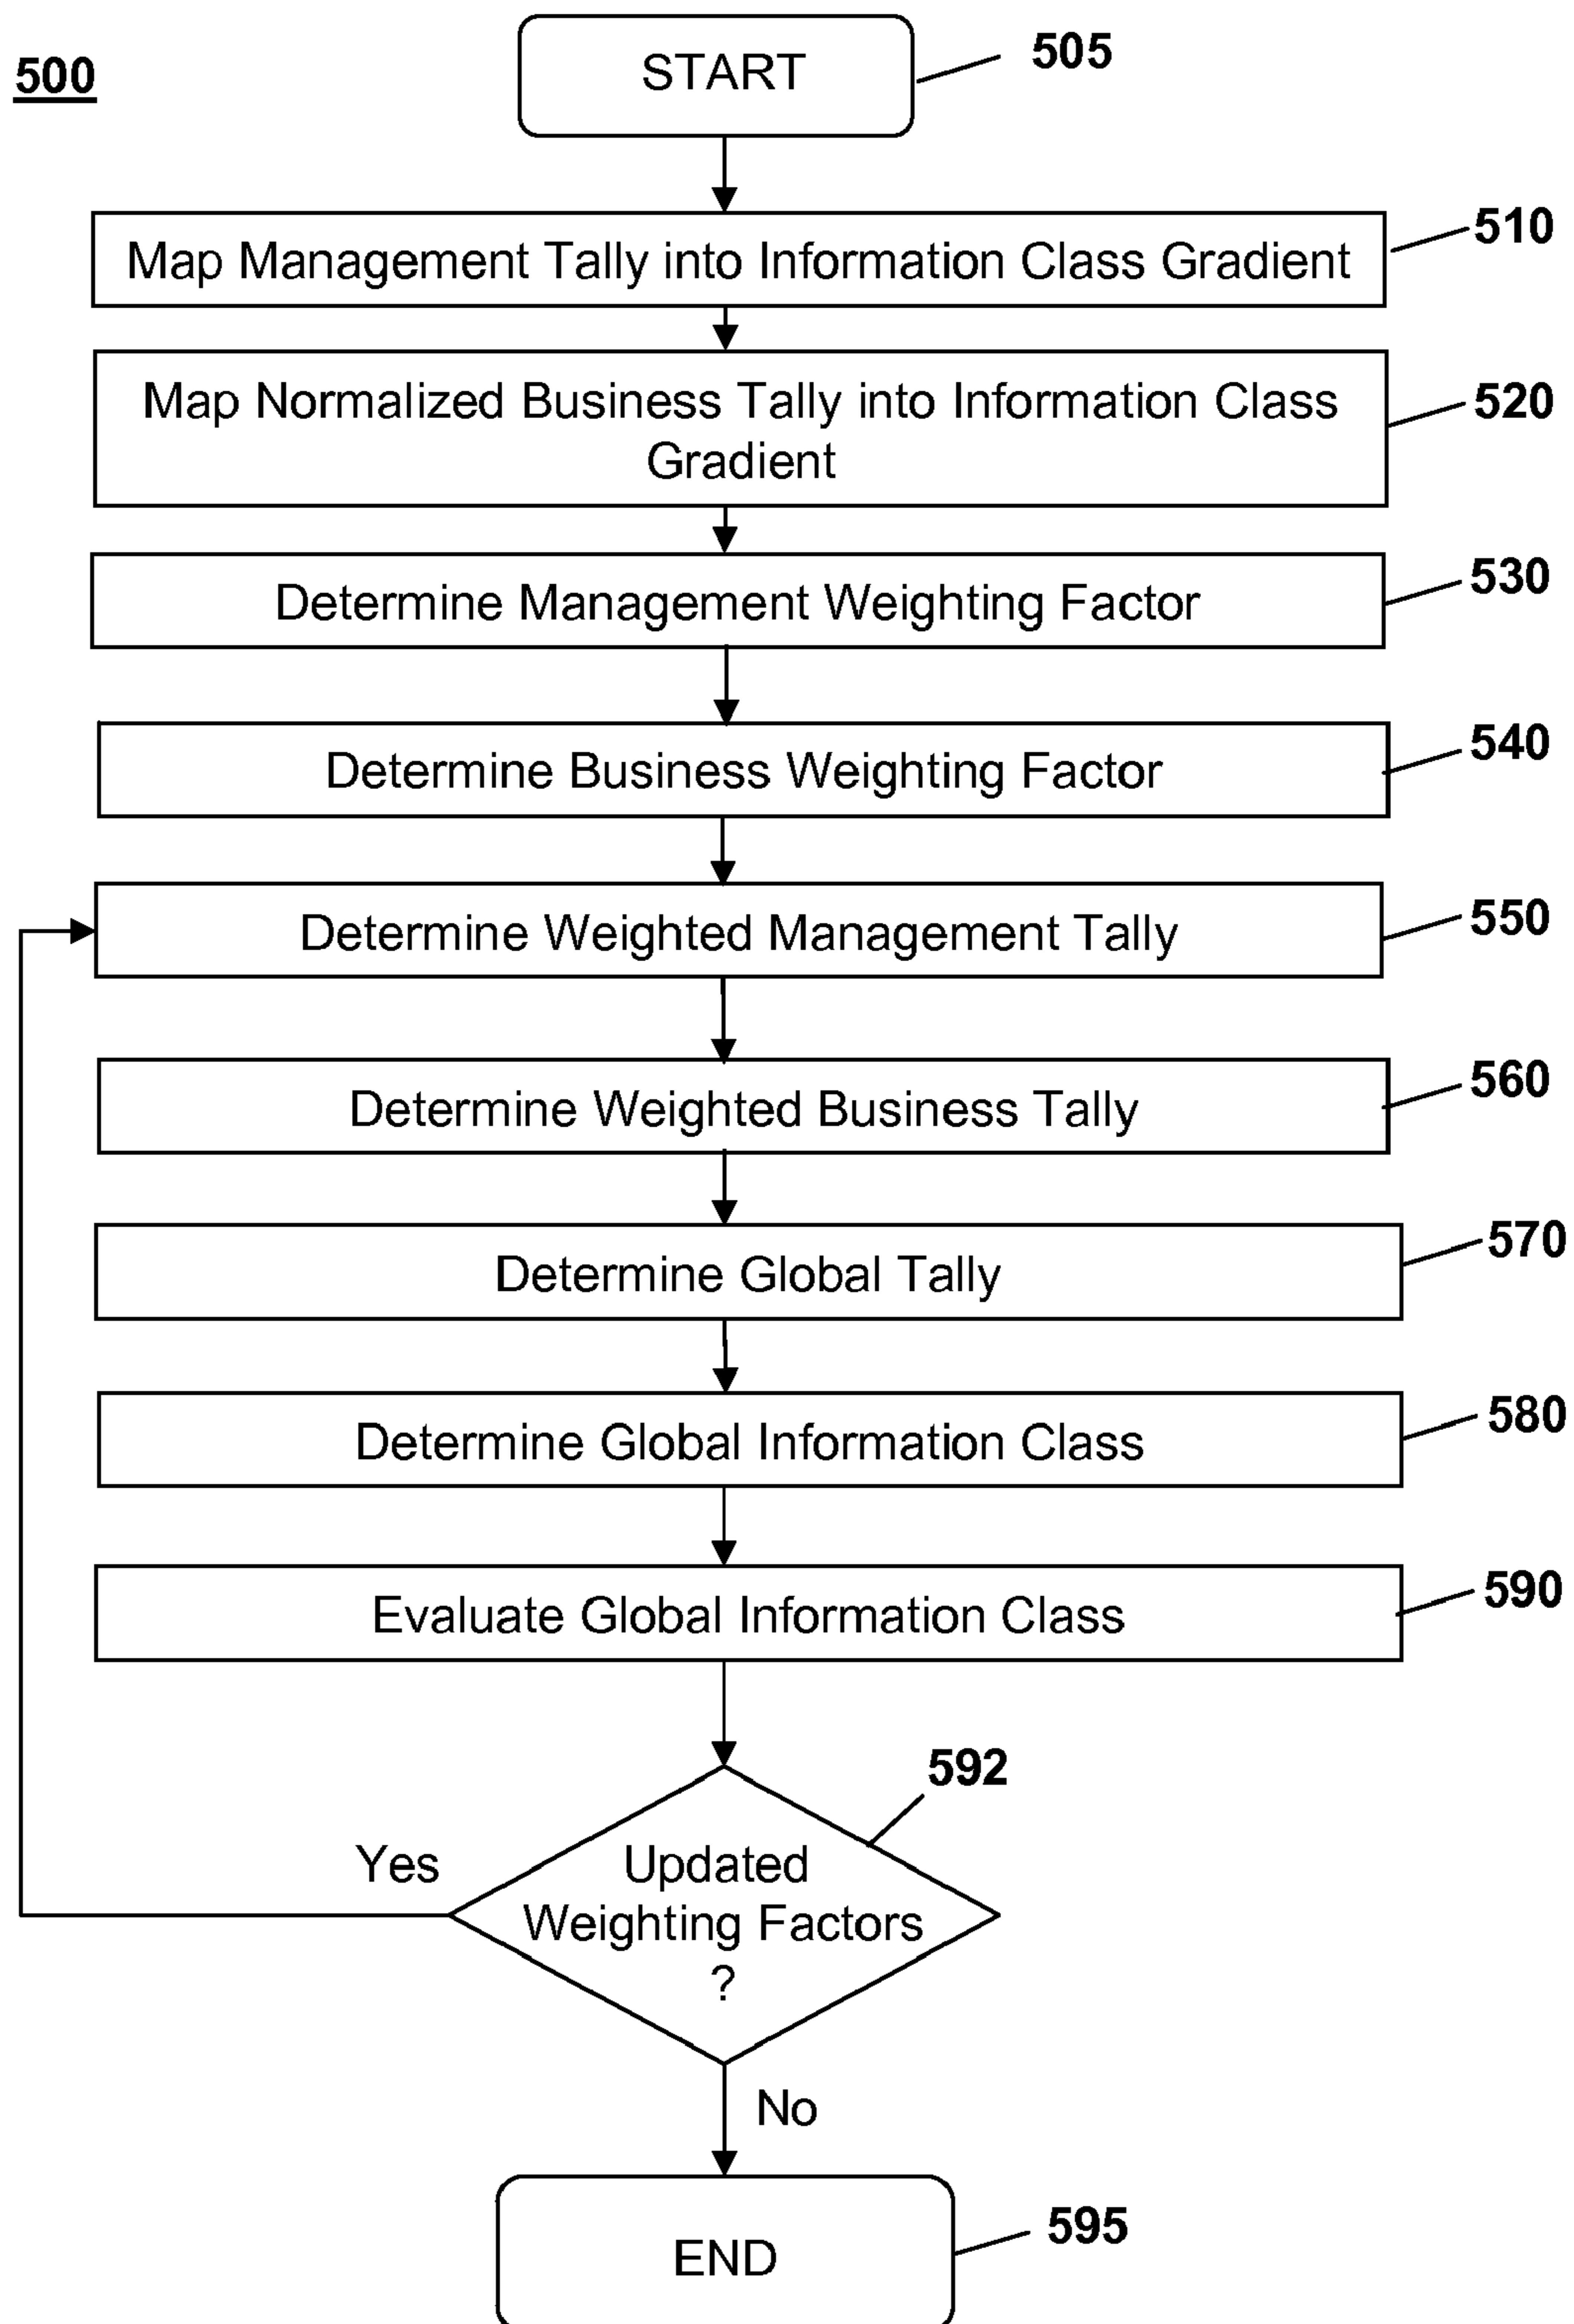 500
START
505
Map Management Tally into Information Class Gradient
510
Map Normalized Business Tally into Information Class
Gradient
520
Determine Management Weighting Factor
530
Determine Business Weighting Factor
540
Determine Weighted Management Tally
550
Determine Weighted Business Tally
560
Determine Global Tally
570
Determine Global Information Class
580
Evaluate Global Information Class
590
592
Yes
Updated
Weighting Factors
?
No
END
595